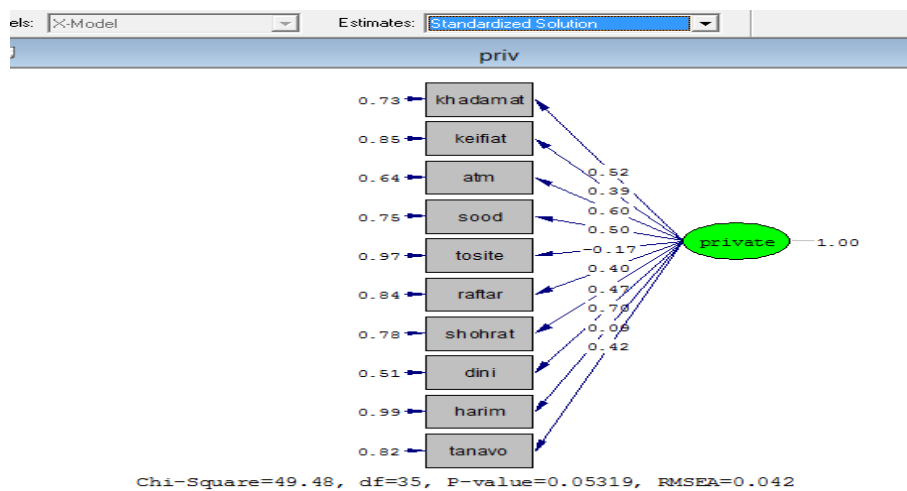 els: X-Model Estimates: Standardized Solution
priv
0.73 khadamat
0.85 keifiat
0.64 atm
0.75 sood
0.97 tosite
0.84 raftar
0.78 shohrat
0.51 dini
0.99 harim
0.82 tanavo
0.52
0.39
0.60
0.50
-0.17
0.40
0.47
0.70
0.09
0.42
private 1.00
Chi-Square=49.48, df=35, P-value=0.05319, RMSEA=0.042